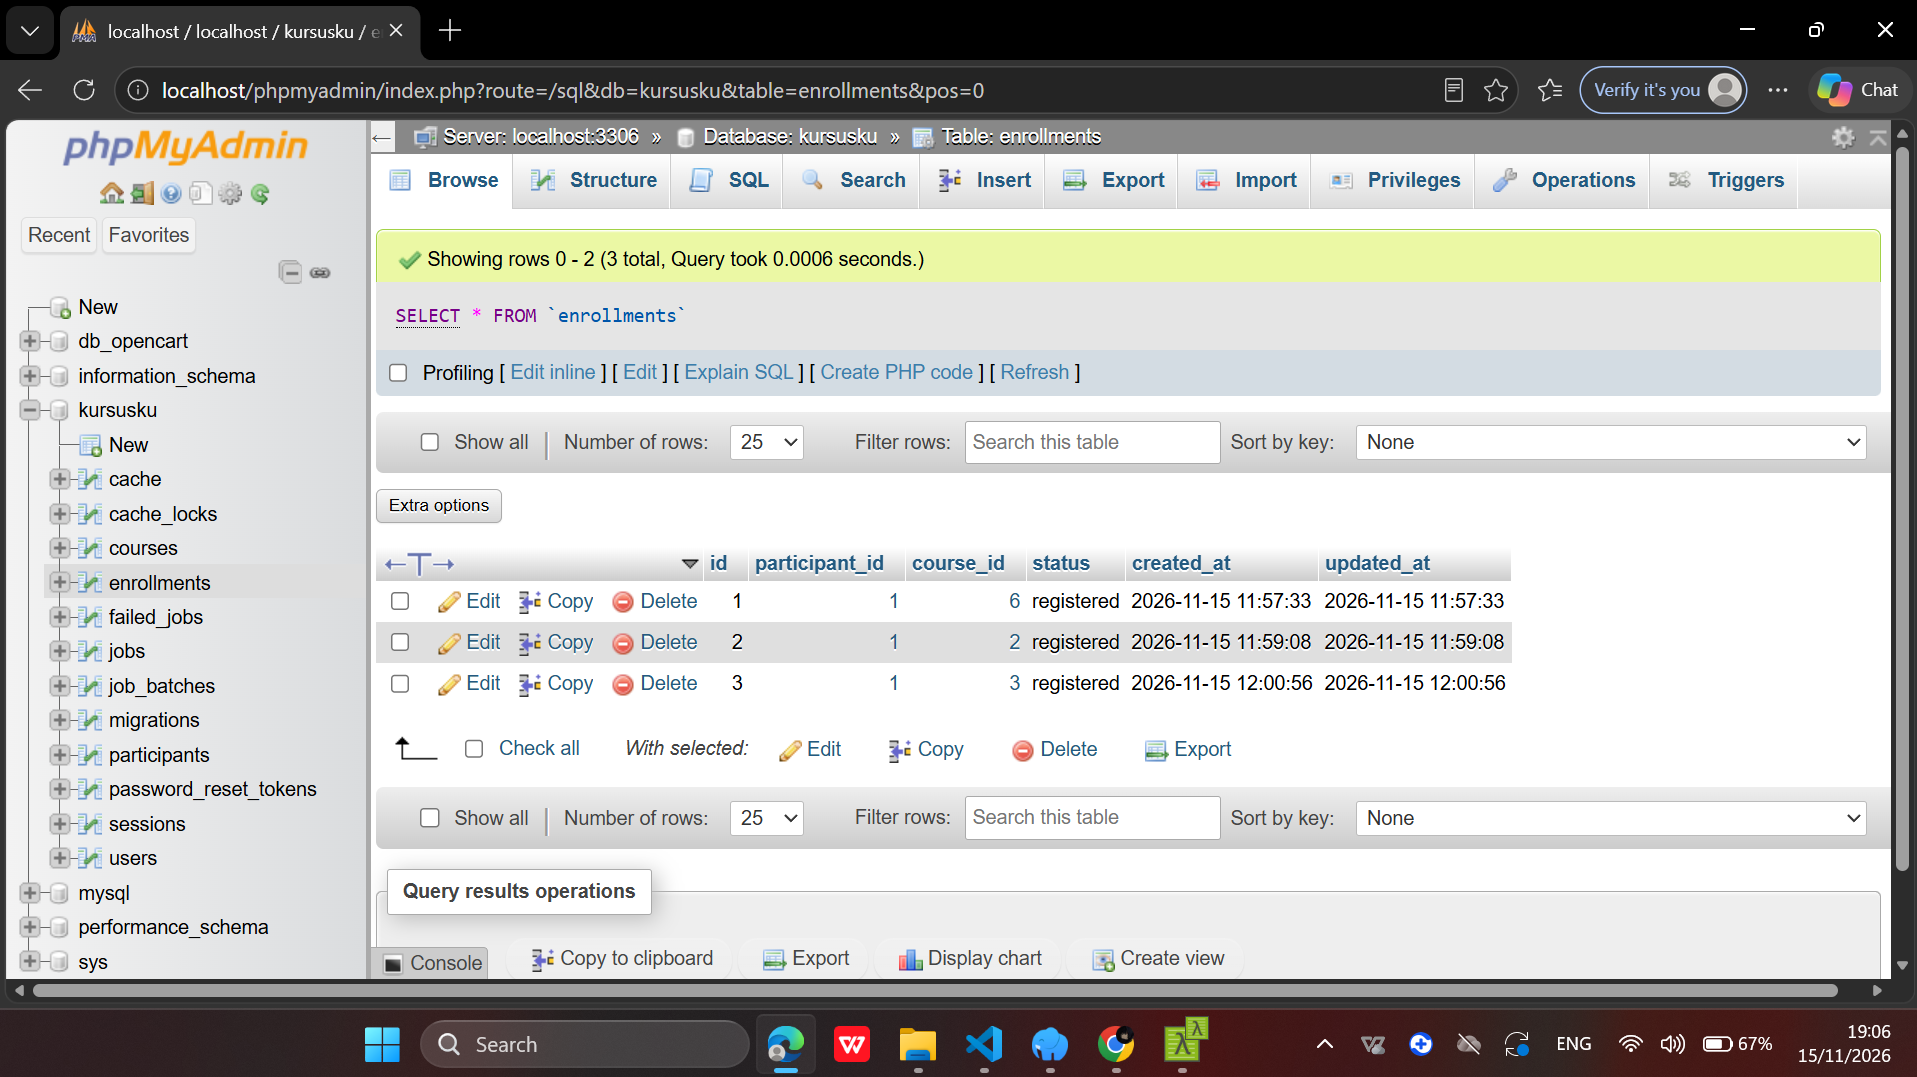 localhost / localhost / kursusku / e
localhost/phpmyadmin/index.php?route=/sql&db=kursusku&table=enrollments&pos=0
Verify it's you
Chat
phpMyAdmin
Recent
Favorites
New
db_opencart
information_schema
kursusku
New
cache
cache_locks
courses
enrollments
failed_jobs
jobs
job_batches
migrations
participants
password_reset_tokens
sessions
users
mysql
performance_schema
sys
Server: localhost:3306 » Database: kursusku » Table: enrollments
Browse Structure SQL Search Insert Export Import Privileges Operations Triggers
Showing rows 0 - 2 (3 total, Query took 0.0006 seconds.)
SELECT * FROM `enrollments`
Profiling [ Edit inline ] [ Edit ] [ Explain SQL ] [ Create PHP code ] [ Refresh ]
Show all | Number of rows: 25 Filter rows: Search this table Sort by key: None
Extra options
←T→ id participant_id course_id status created_at updated_at
Edit Copy Delete 1 1 6 registered 2026-11-15 11:57:33 2026-11-15 11:57:33
Edit Copy Delete 2 1 2 registered 2026-11-15 11:59:08 2026-11-15 11:59:08
Edit Copy Delete 3 1 3 registered 2026-11-15 12:00:56 2026-11-15 12:00:56
Check all With selected: Edit Copy Delete Export
Show all | Number of rows: 25 Filter rows: Search this table Sort by key: None
Query results operations
Console
Copy to clipboard Export Display chart Create view
Search
ENG
67%
19:06
15/11/2026